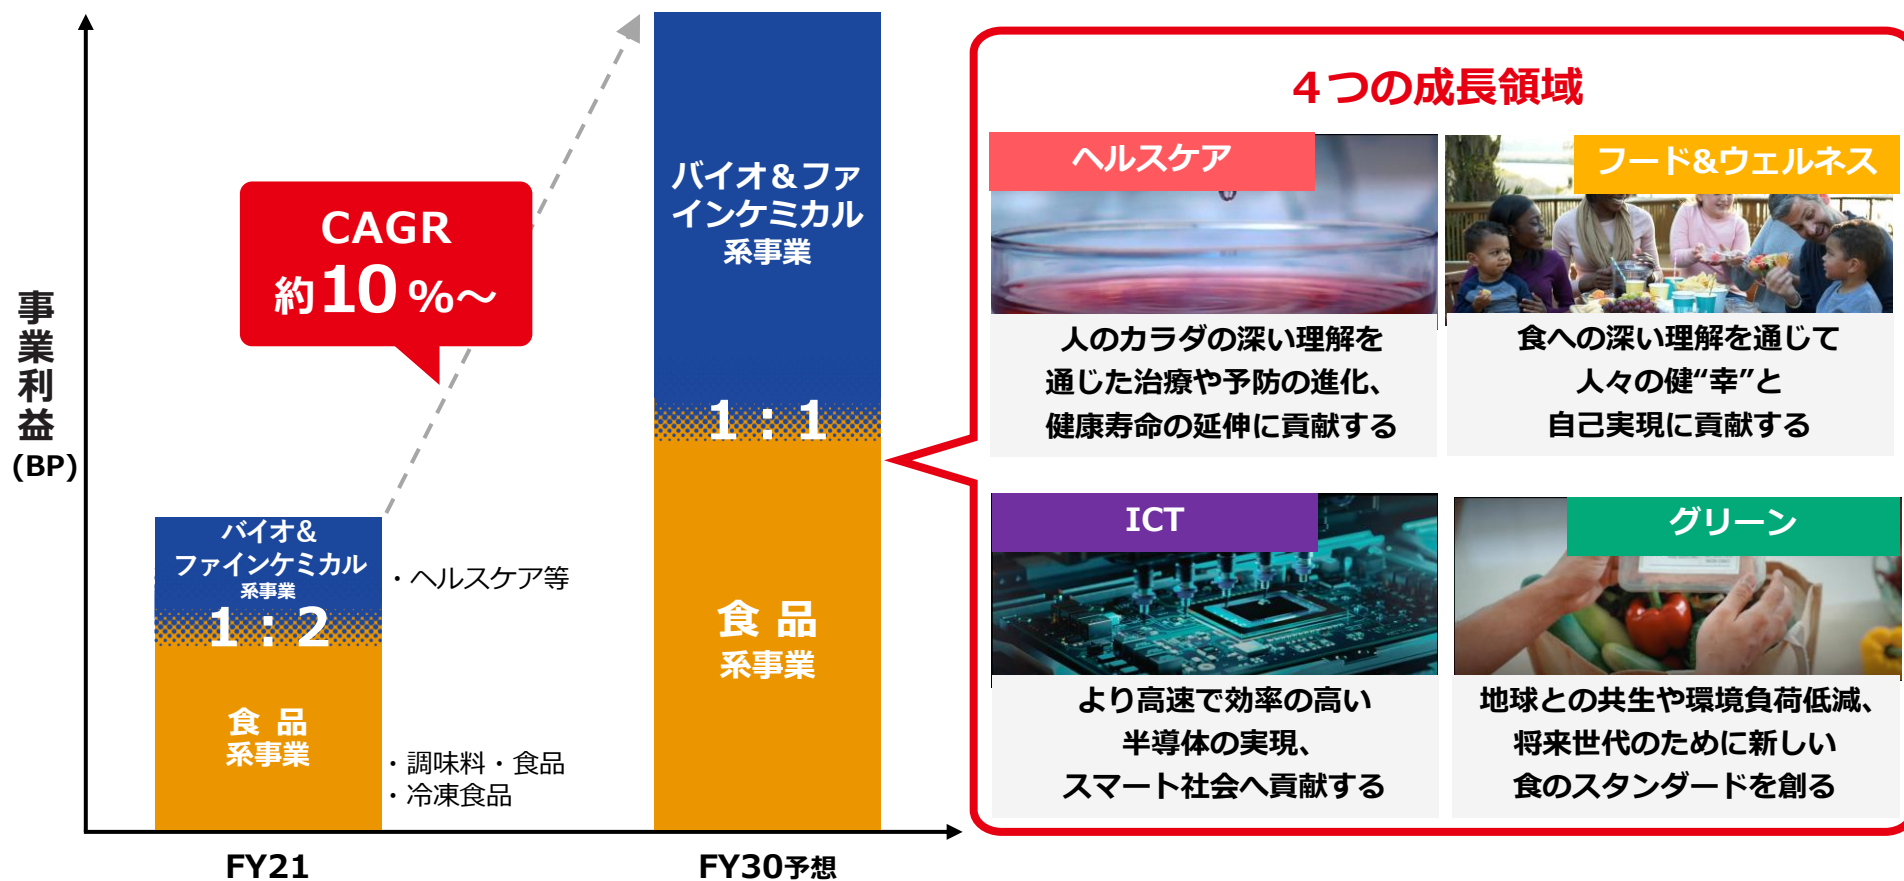 事業利益
(BP)
CAGR
約10%～
バイオ＆
ファインケミカル
系事業
1：2
食 品
系事業
・ヘルスケア等
・調味料・食品
・冷凍食品
FY21
バイオ＆ファ
インケミカル
系事業
1：1
食 品
系事業
FY30予想
４つの成長領域
ヘルスケア
人のカラダの深い理解を
通じた治療や予防の進化、
健康寿命の延伸に貢献する
フード&ウェルネス
食への深い理解を通じて
人々の健“幸”と
自己実現に貢献する
ICT
より高速で効率の高い
半導体の実現、
スマート社会へ貢献する
グリーン
地球との共生や環境負荷低減、
将来世代のために新しい
食のスタンダードを創る